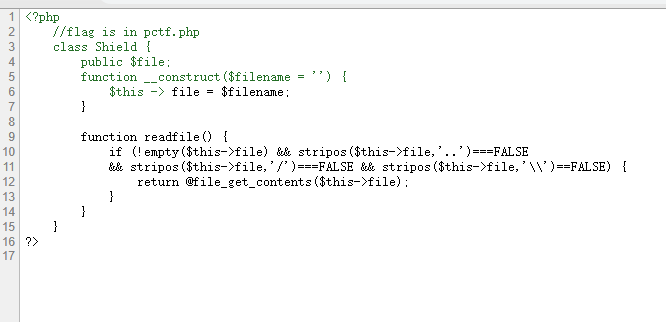 1 <?php
2 //flag is in pctf.php
3 class Shield {
4 public $file;
5 function __construct($filename = '') {
6 $this -> file = $filename;
7 }
8
9 function readfile() {
10 if (!empty($this->file) && stripos($this->file,'..')===FALSE
11 && stripos($this->file,'/')===FALSE && stripos($this->file,'\\')==FALSE) {
12 return @file_get_contents($this->file);
13 }
14 }
15 }
16 ?>
17